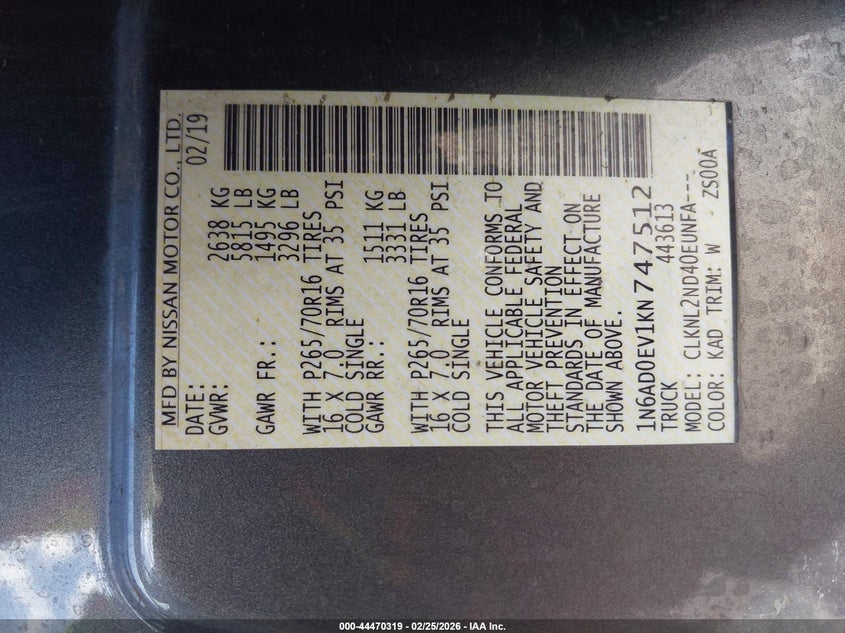 MFD BY NISSAN MOTOR CO., LTD.
DATE: 02/19
GVWR: 2638 KG
5815 LB
GAWR FR.: 1495 KG
3296 LB
WITH P265/70R16 TIRES
16 X 7.0 RIMS AT 35 PSI
COLD SINGLE
GAWR RR.: 1511 KG
3331 LB
WITH P265/70R16 TIRES
16 X 7.0 RIMS AT 35 PSI
COLD SINGLE
THIS VEHICLE CONFORMS TO
ALL APPLICABLE FEDERAL
MOTOR VEHICLE SAFETY AND
THEFT PREVENTION
STANDARDS IN EFFECT ON
THE DATE OF MANUFACTURE
SHOWN ABOVE.
1N6AD0EV1KN747512
TRUCK 443613
MODEL: CLKNL2ND40EUNFA---
COLOR: KAD TRIM: W ZS00A
000-44470319 - 02/25/2026 - IAA Inc.